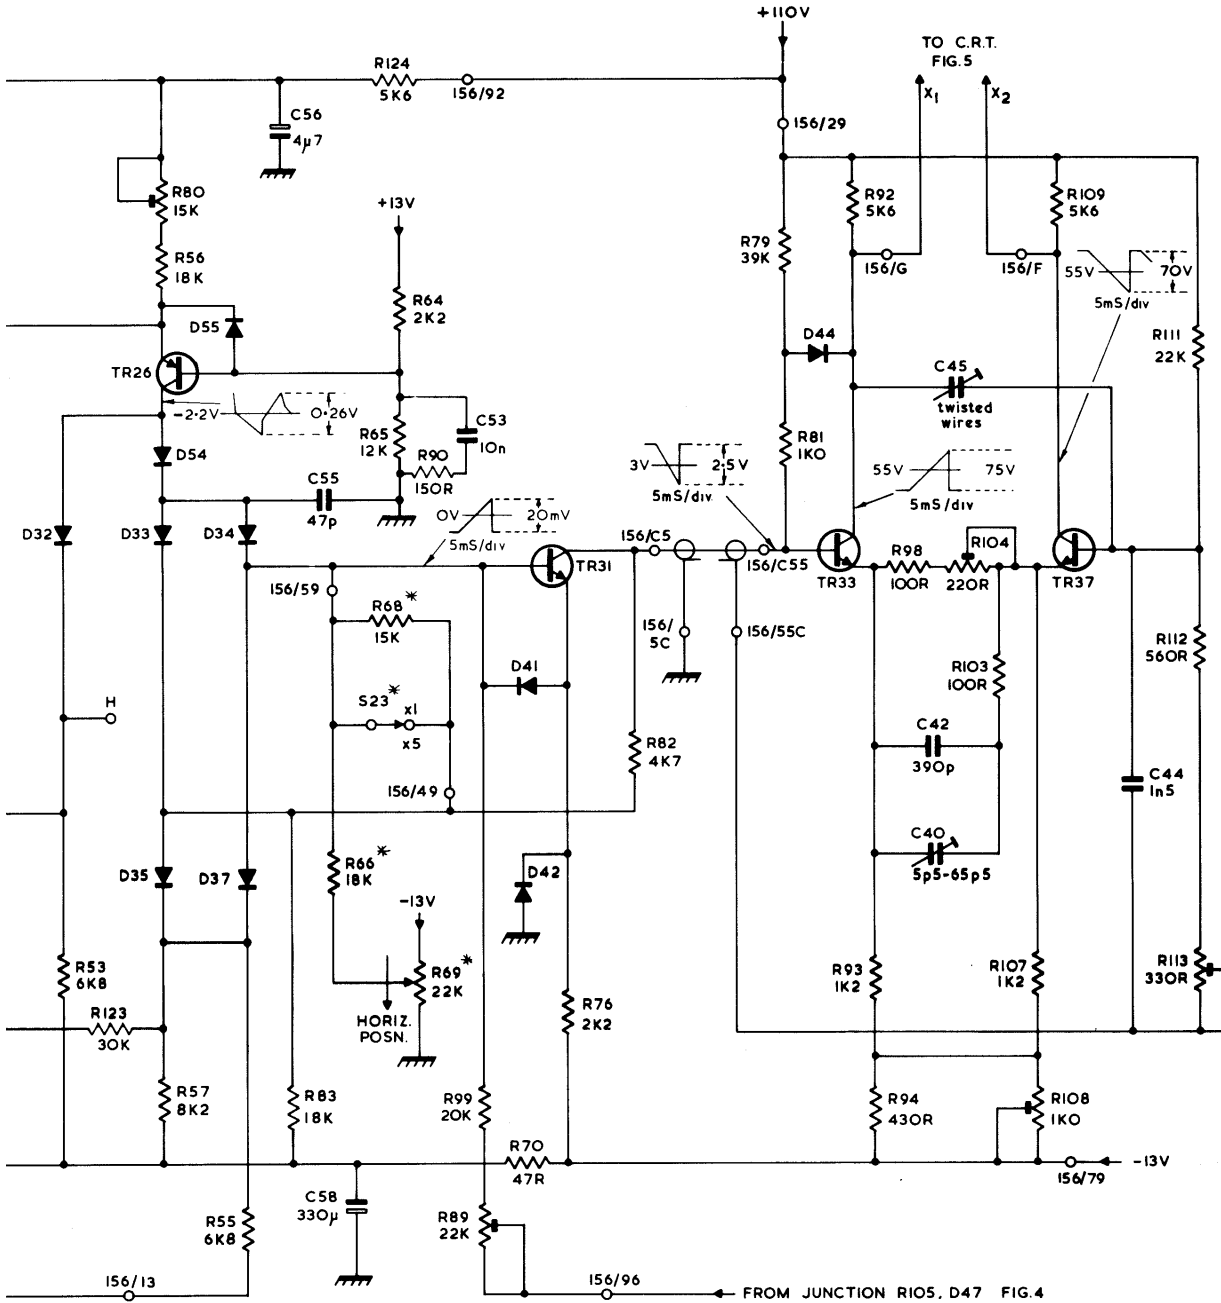 +110V
TO C.R.T.
FIG.5
R124
5K6
156/92
X1
X2
C56
4µ7
156/29
R80
15K
+13V
R92
5K6
R109
5K6
R79
39K
R56
18K
156/G
156/F
55V
70V
5mS/div
D55
R64
2K2
D44
R111
22K
TR26
C45
twisted
wires
-2·2V
0·26V
C53
10n
R65
12K
R81
1K0
D54
R90
150R
3V
2·5V
5mS/div
55V
75V
5mS/div
C55
47p
0V
20mV
5mS/div
D32
D33
D34
156/C5
156/C55
R104
TR31
TR33
R98
100R
220R
TR37
156/59
R68*
15K
156/
5C
156/55C
R112
560R
D41
R103
100R
H
S23*
x1
x5
R82
4K7
C42
390p
C44
1n5
156/49
C40
5p5-65p5
D35
D37
R66*
18K
D42
-13V
R53
6K8
R69*
22K
R93
1K2
R107
1K2
R113
330R
R123
30K
HORIZ.
POSN.
R76
2K2
R57
8K2
R83
18K
R99
20K
R94
430R
R108
1K0
R70
47R
-13V
156/79
C58
330µ
R55
6K8
R89
22K
156/13
156/96
FROM JUNCTION R105, D47 FIG.4